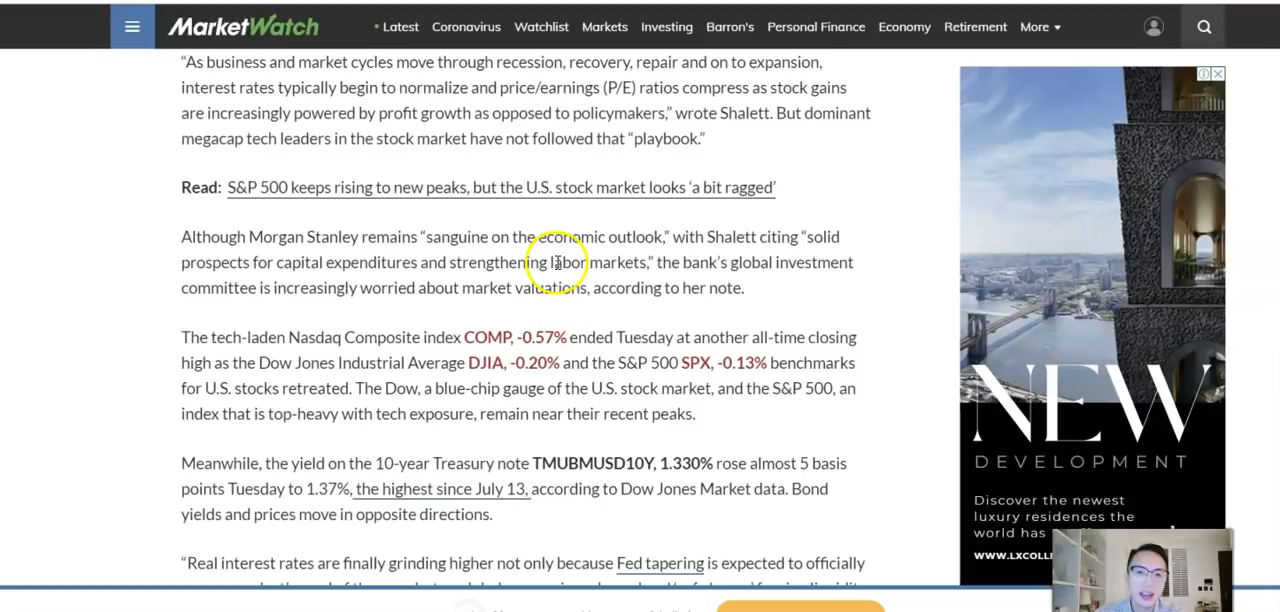 MarketWatch
• Latest Coronavirus Watchlist Markets Investing Barron's Personal Finance Economy Retirement More
“As business and market cycles move through recession, recovery, repair and on to expansion,
interest rates typically begin to normalize and price/earnings (P/E) ratios compress as stock gains
are increasingly powered by profit growth as opposed to policymakers,” wrote Shalett. But dominant
megacap tech leaders in the stock market have not followed that “playbook.”
Read: S&P 500 keeps rising to new peaks, but the U.S. stock market looks ‘a bit ragged’
Although Morgan Stanley remains “sanguine on the economic outlook,” with Shalett citing “solid
prospects for capital expenditures and strengthening labor markets,” the bank’s global investment
committee is increasingly worried about market valuations, according to her note.
The tech-laden Nasdaq Composite index COMP, -0.57% ended Tuesday at another all-time closing
high as the Dow Jones Industrial Average DJIA, -0.20% and the S&P 500 SPX, -0.13% benchmarks
for U.S. stocks retreated. The Dow, a blue-chip gauge of the U.S. stock market, and the S&P 500, an
index that is top-heavy with tech exposure, remain near their recent peaks.
Meanwhile, the yield on the 10-year Treasury note TMUBMUSD10Y, 1.330% rose almost 5 basis
points Tuesday to 1.37%, the highest since July 13, according to Dow Jones Market data. Bond
yields and prices move in opposite directions.
“Real interest rates are finally grinding higher not only because Fed tapering is expected to officially
NEW
DEVELOPMENT
Discover the newest
luxury residences the
world has
WWW.LXCOLL